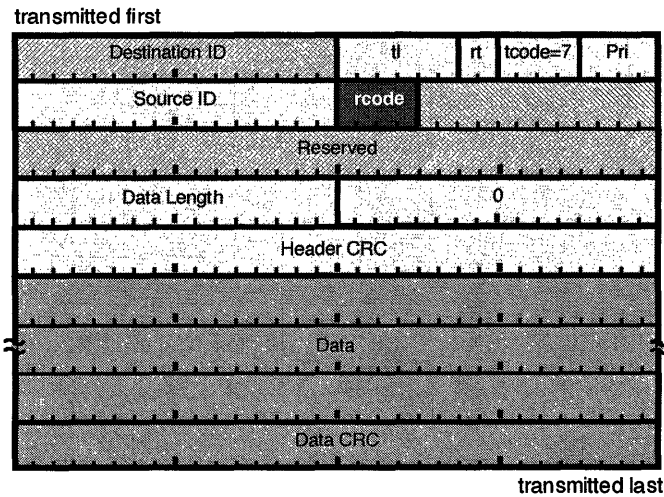 transmitted first
Destination ID tl rt tcode=7 Pri
Source ID rcode
Reserved
Data Length 0
Header CRC
Data
Data CRC
transmitted last